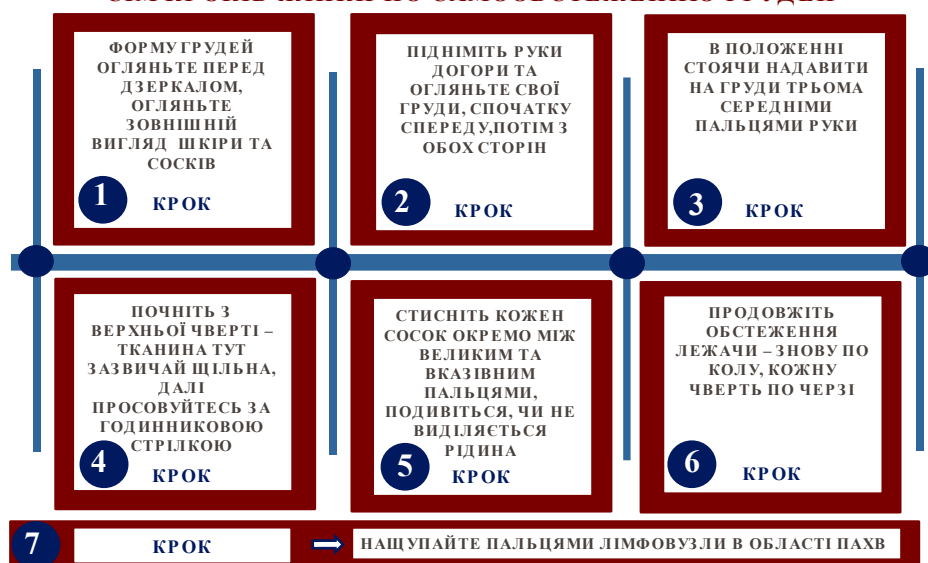 ФОРМУ ГРУДЕЙ
ОГЛЯНЬТЕ ПЕРЕД
ДЗЕРКАЛОМ,
ОГЛЯНЬТЕ
ЗОВНІШНІЙ
ВИГЛЯД ШКІРИ ТА
СОСКІВ
1 КРОК
ПІДНІМІТЬ РУКИ
ДОГОРИ ТА
ОГЛЯНЬТЕ СВОЇ
ГРУДИ, СПОЧАТКУ
СПЕРЕДУ,ПОТІМ З
ОБОХ СТОРІН
2 КРОК
В ПОЛОЖЕННІ
СТОЯЧИ НАДАВИТИ
НА ГРУДИ ТРЬОМА
СЕРЕДНІМИ
ПАЛЬЦЯМИ РУКИ
3 КРОК
ПОЧНІТЬ З
ВЕРХНЬОЇ ЧВЕРТІ –
ТКАНИНА ТУТ
ЗАЗВИЧАЙ ЩІЛЬНА,
ДАЛІ
ПРОСОВУЙТЕСЬ ЗА
ГОДИННИКОВОЮ
СТРІЛКОЮ
4 КРОК
СТИСНІТЬ КОЖЕН
СОСОК ОКРЕМО МІЖ
ВЕЛИКИМ ТА
ВКАЗІВНИМ
ПАЛЬЦЯМИ,
ПОДИВІТЬСЯ, ЧИ НЕ
ВИДІЛЯЄТЬСЯ
РІДИНА
5 КРОК
ПРОДОВЖІТЬ
ОБСТЕЖЕННЯ
ЛЕЖАЧИ – ЗНОВУ ПО
КОЛУ, КОЖНУ
ЧВЕРТЬ ПО ЧЕРЗІ
6 КРОК
7 КРОК
НАЩУПАЙТЕ ПАЛЬЦЯМИ ЛІМФОВУЗЛИ В ОБЛАСТІ ПАХВ